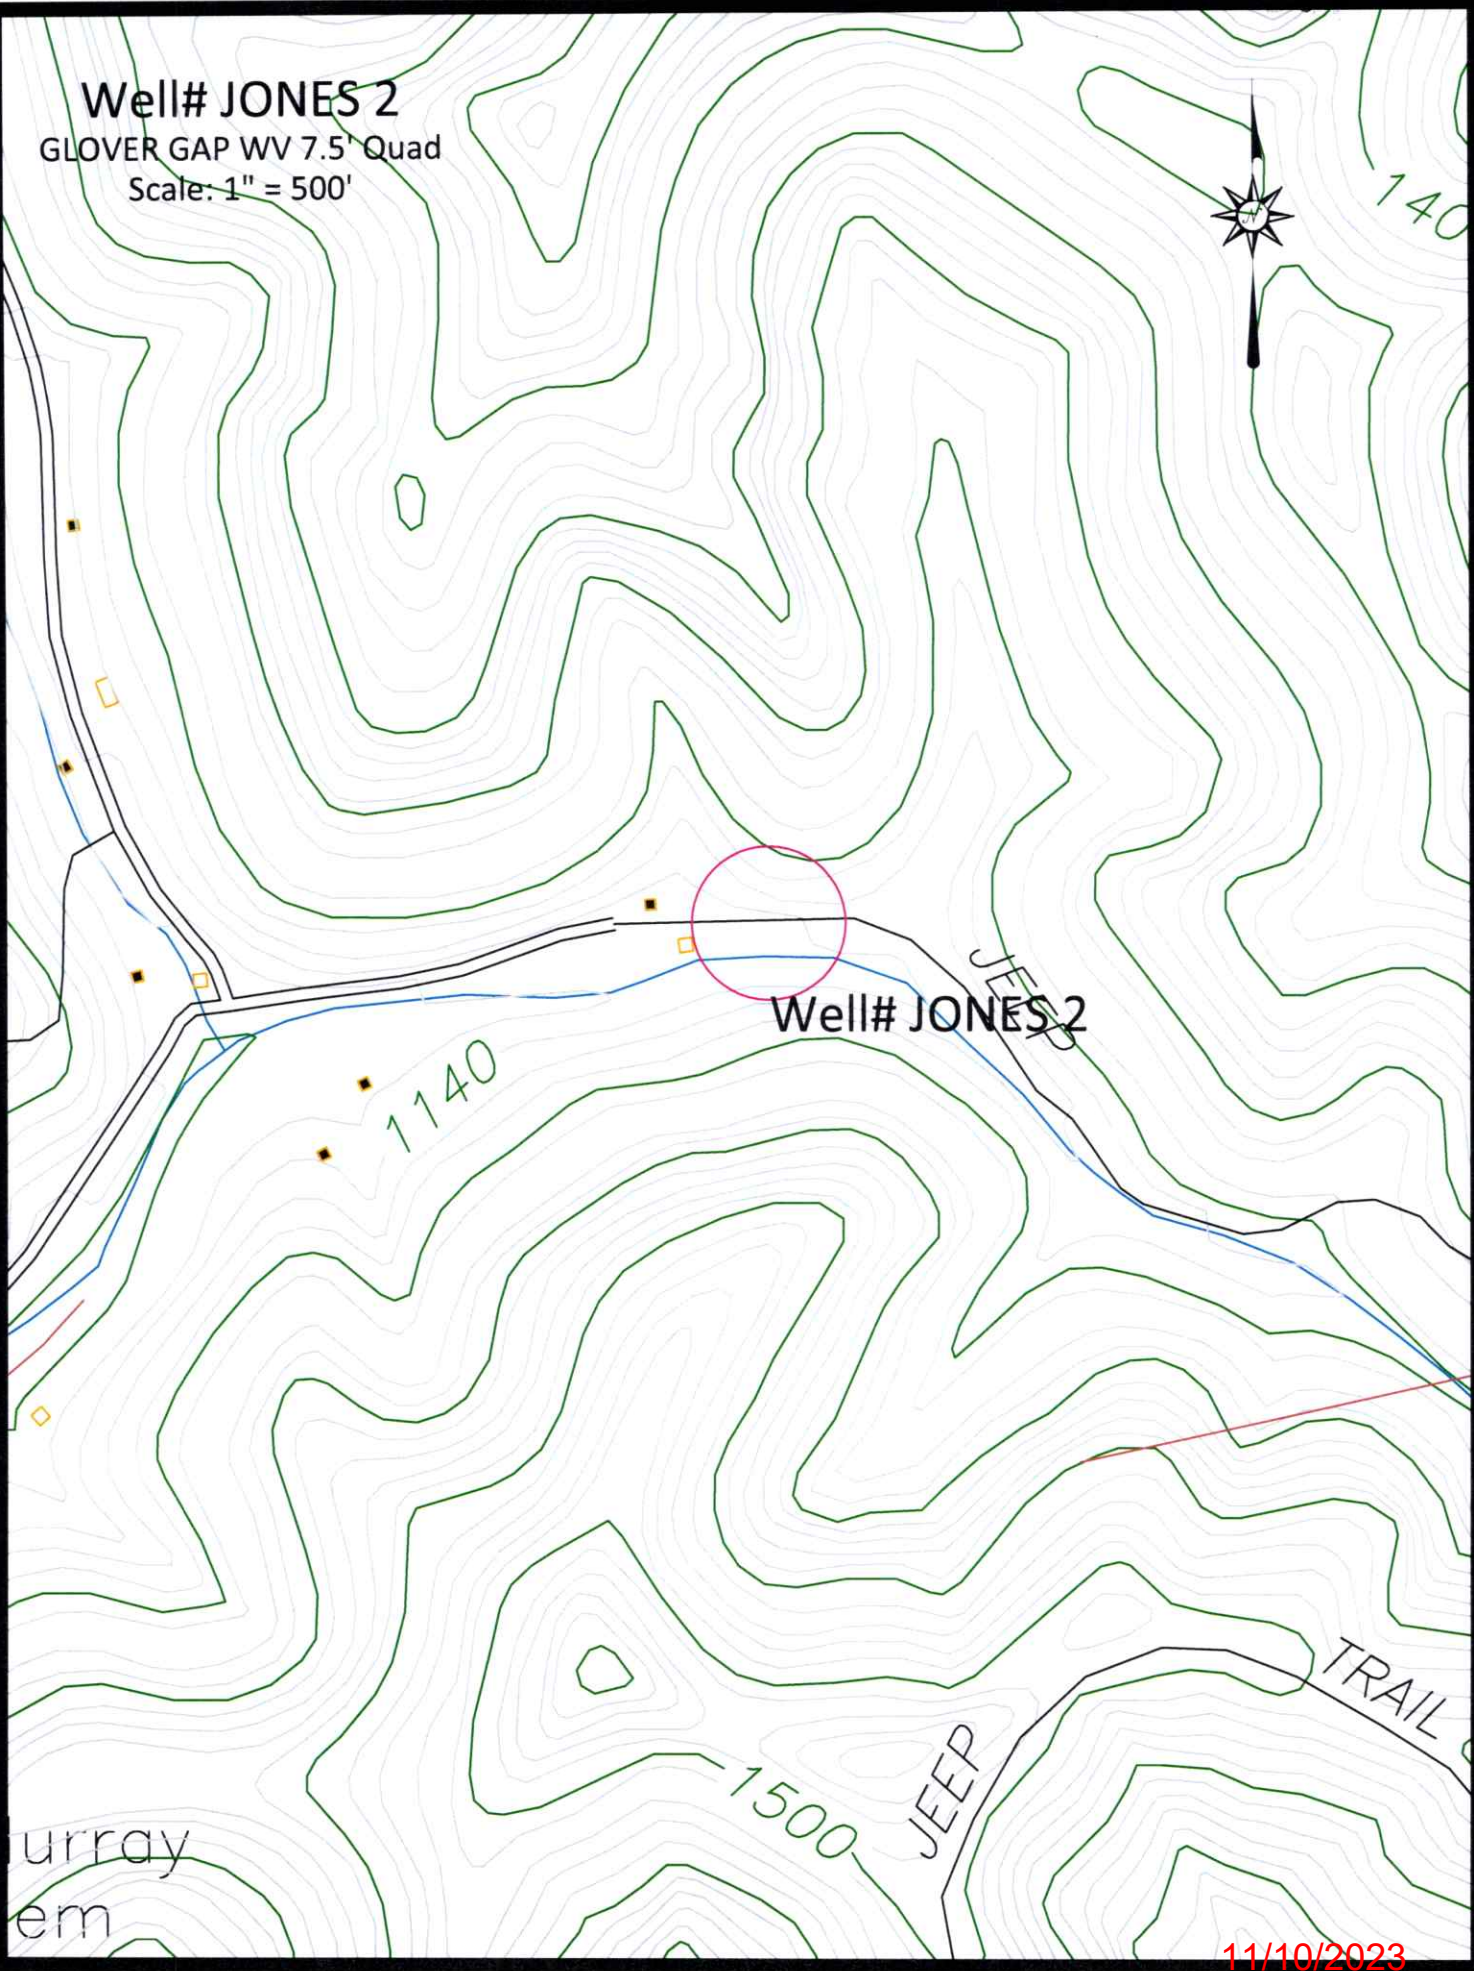 Well# JONES 2
GLOVER GAP WV 7.5' Quad
Scale: 1" = 500'
N
140
JEEP
Well# JONES 2
1140
TRAIL
JEEP
1500
urray
em
11/10/2023